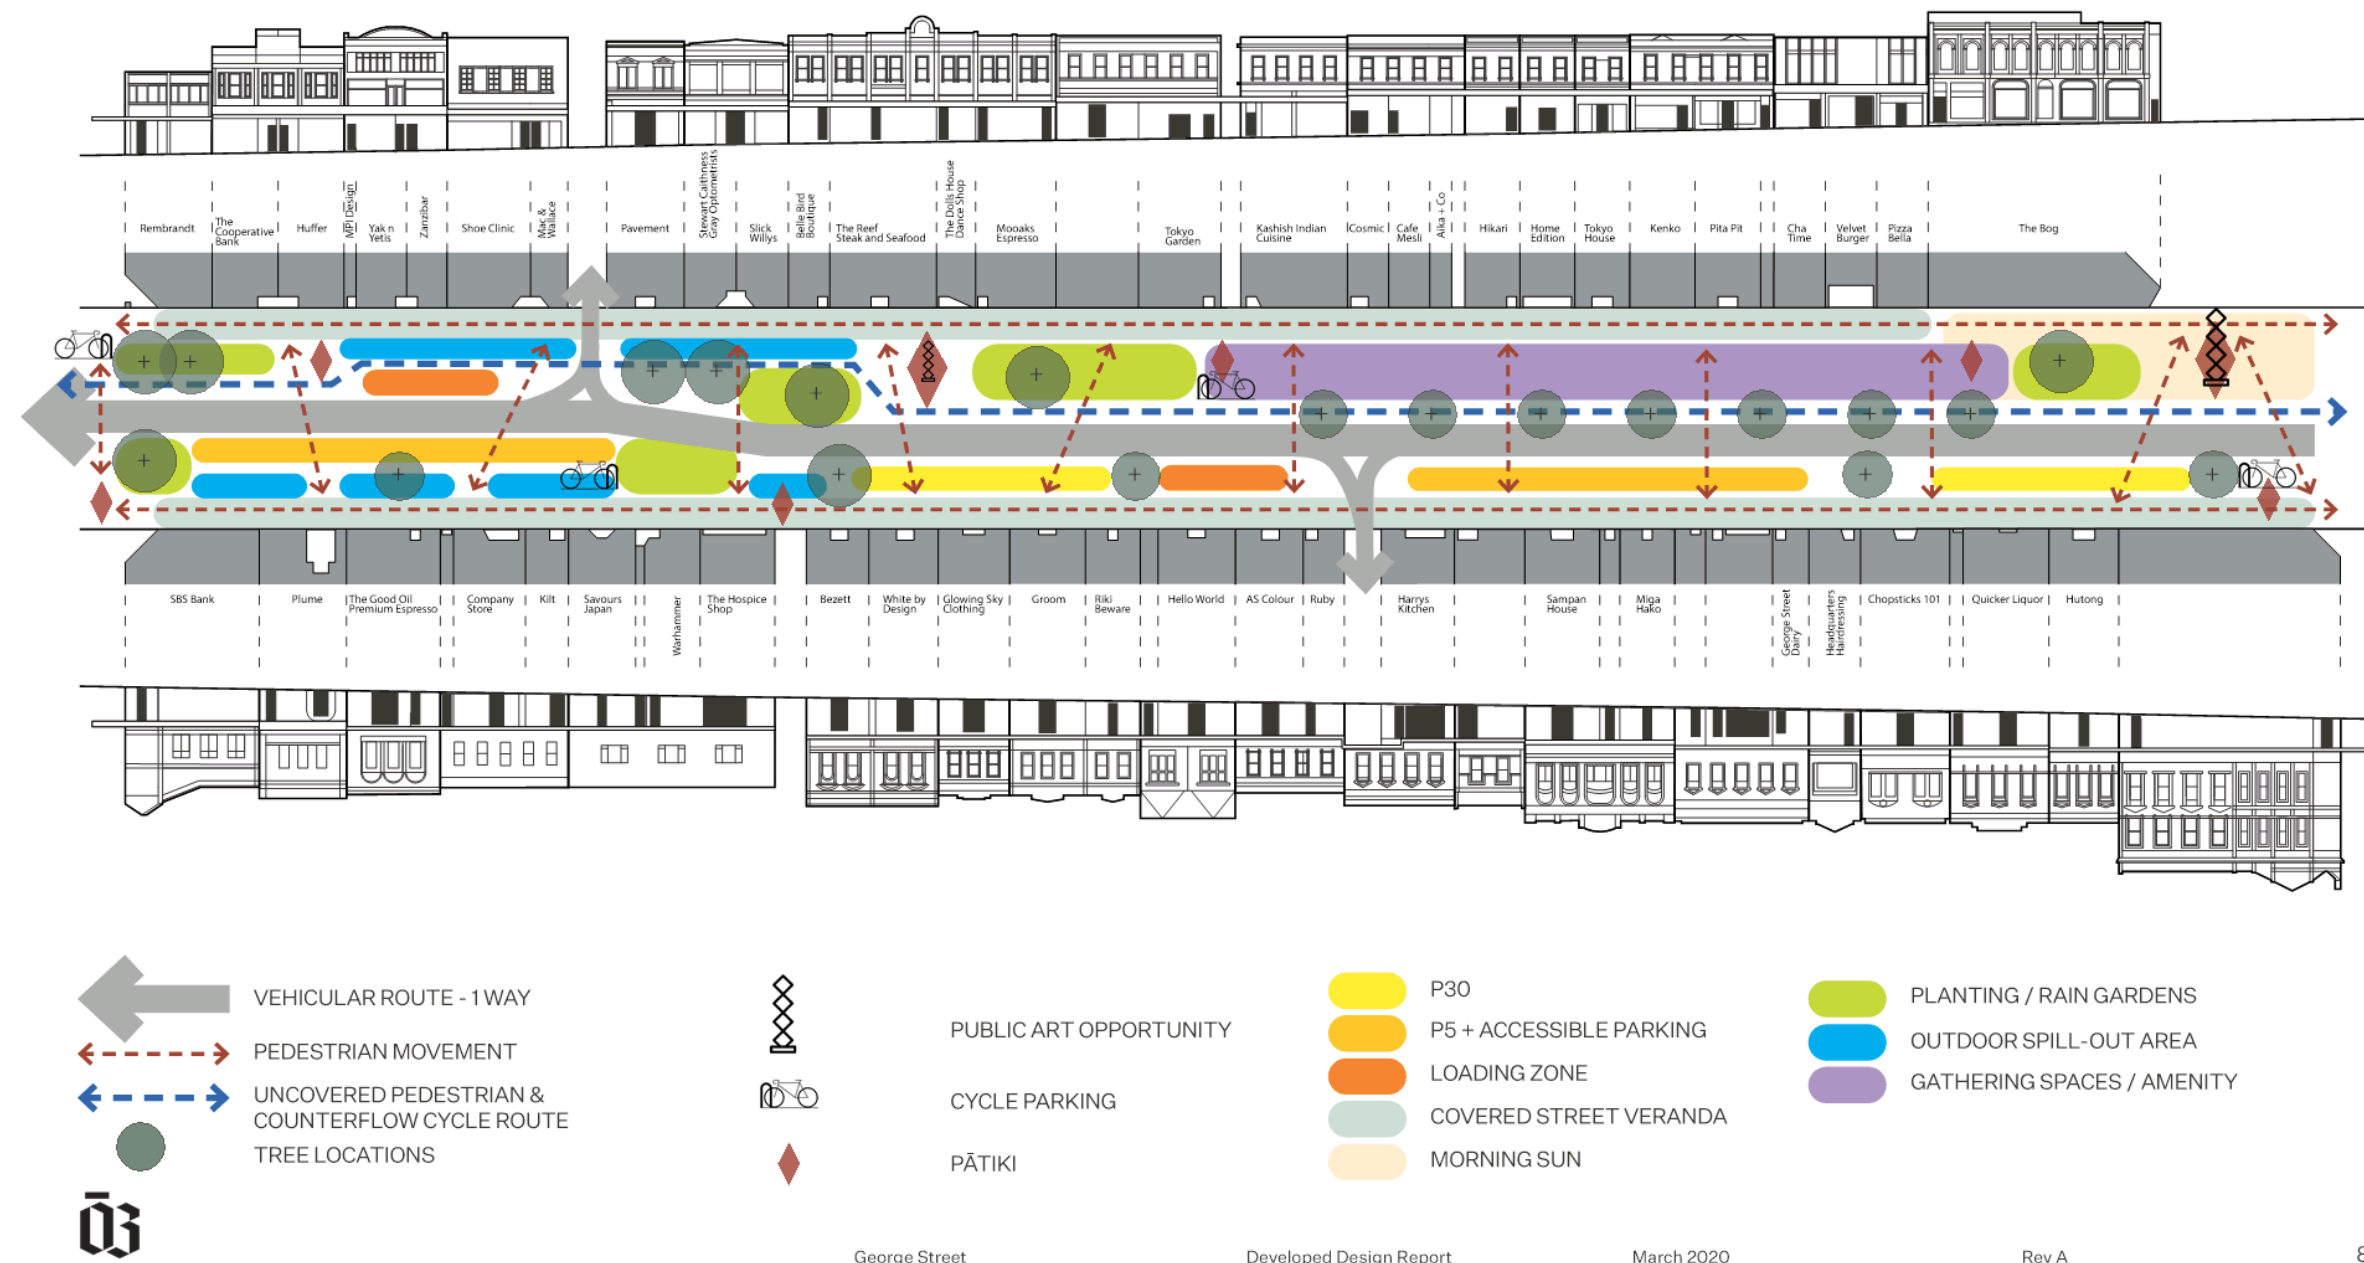 Rembrandt
The
Cooperative
Bank
Huffer
MPI Design
Yak n
Yetis
Zanzibar
Shoe Clinic
Mac &
Wallace
Pavement
Stewart Caithness
Gray Optometrists
Slick
Willys
Belle Bird
Boutique
The Reef
Steak and Seafood
The Dolls House
Dance Shop
Mooaks
Espresso
Tokyo
Garden
Kashish Indian
Cuisine
Cosmic
Cafe
Mesli
Aika + Co
Hikari
Home
Edition
Tokyo
House
Kenko
Pita Pit
Cha
Time
Velvet
Burger
Pizza
Bella
The Bog
SBS Bank
Plume
The Good Oil
Premium Espresso
Company
Store
Kilt
Savours
Japan
Warhammer
The Hospice
Shop
Bezett
White by
Design
Glowing Sky
Clothing
Groom
Riki
Beware
Hello World
AS Colour
Ruby
Harrys
Kitchen
Sampan
House
Miga
Hako
George Street
Dairy
Headquarters
Hairdressing
Chopsticks 101
Quicker Liquor
Hutong
VEHICULAR ROUTE - 1 WAY
PEDESTRIAN MOVEMENT
UNCOVERED PEDESTRIAN &
COUNTERFLOW CYCLE ROUTE
TREE LOCATIONS
PUBLIC ART OPPORTUNITY
CYCLE PARKING
PĀTIKI
P30
P5 + ACCESSIBLE PARKING
LOADING ZONE
COVERED STREET VERANDA
MORNING SUN
PLANTING / RAIN GARDENS
OUTDOOR SPILL-OUT AREA
GATHERING SPACES / AMENITY
Ō3
George Street
Developed Design Report
March 2020
Rev A
8